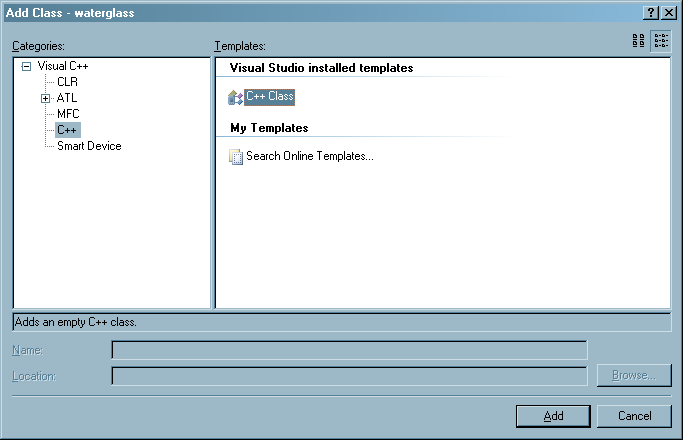 Add Class - waterglass
Categories:
Templates:
Visual C++
CLR
ATL
MFC
C++
Smart Device
Visual Studio installed templates
C++ Class
My Templates
Search Online Templates...
Adds an empty C++ class.
Name:
Location:
Browse...
Add
Cancel